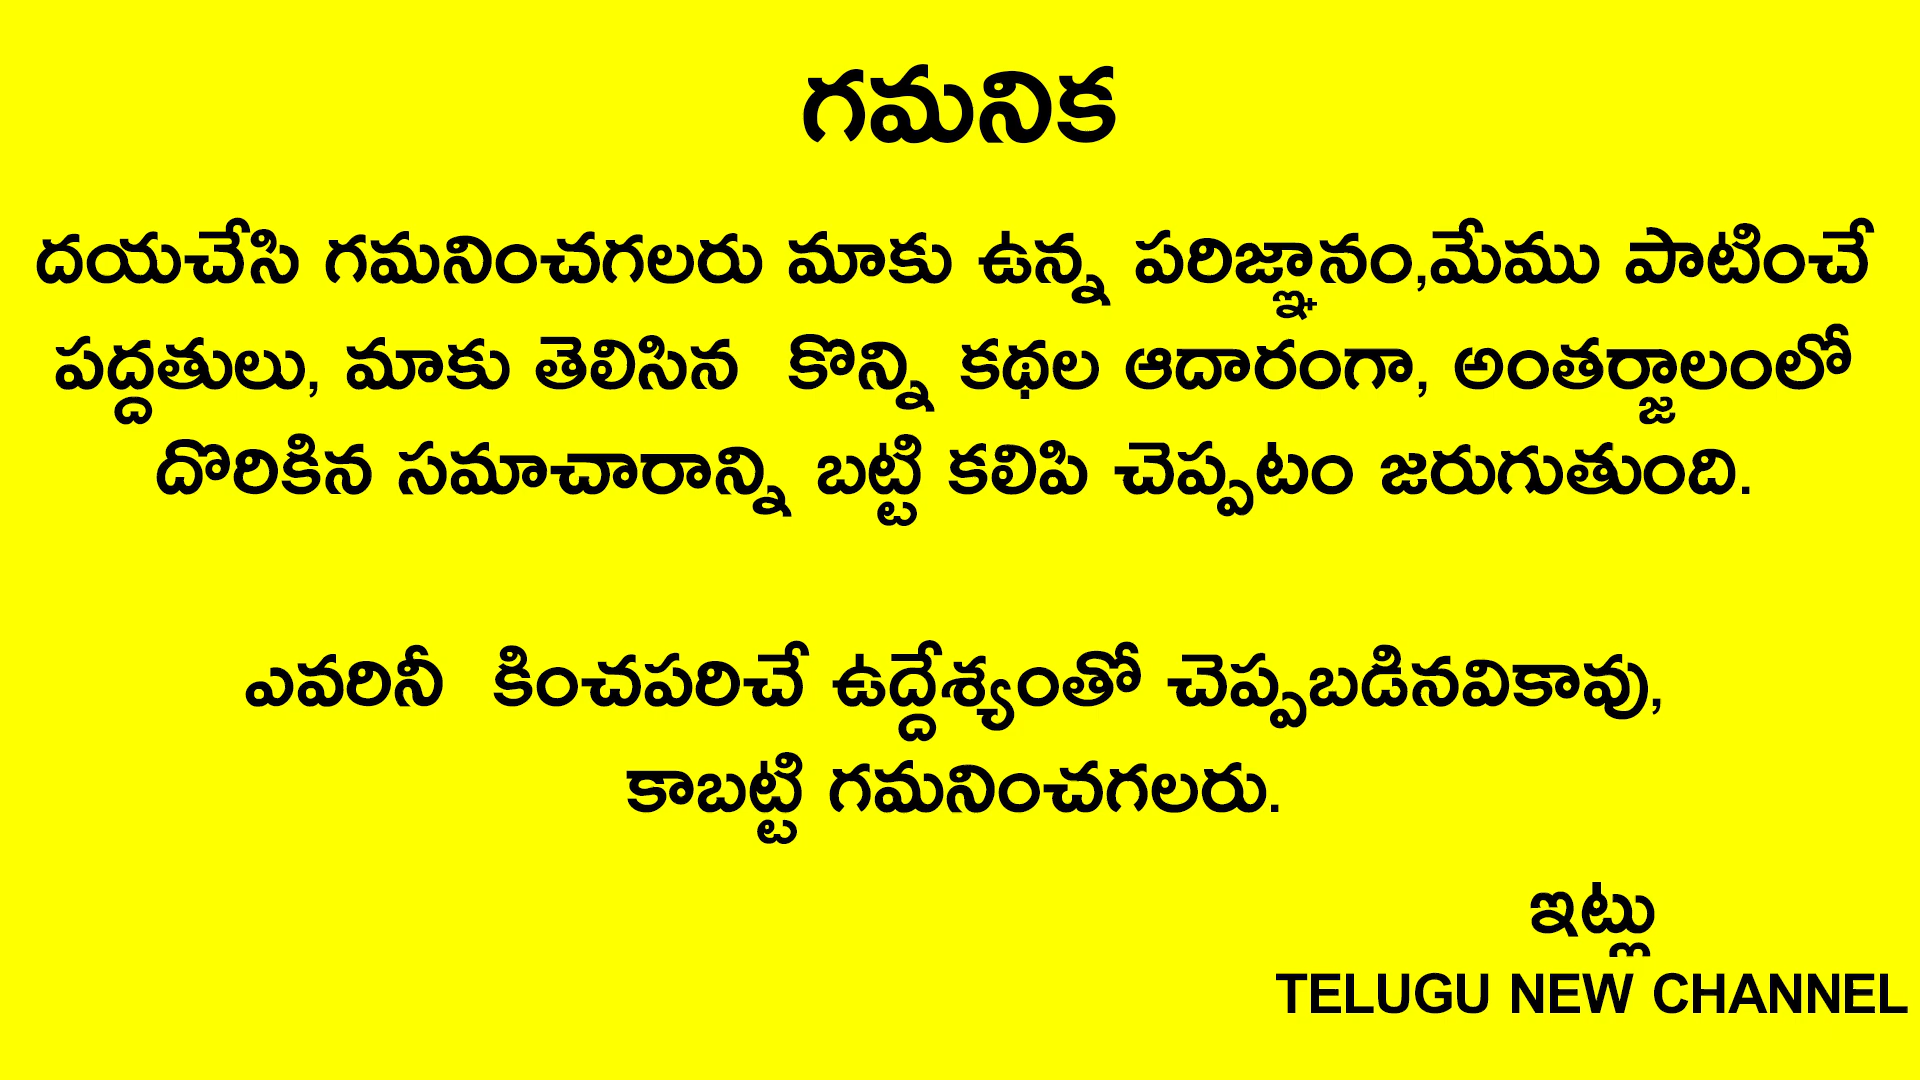 గమనిక
దయచేసి గమనించగలరు మాకు ఉన్న పరిజ్ఞానం,మేము పాటించే
పద్దతులు, మాకు తెలిసిన కొన్ని కథల ఆదారంగా, అంతర్జాలంలో
దొరికిన సమాచారాన్ని బట్టి కలిపి చెప్పటం జరుగుతుంది.
ఎవరినీ కించపరిచే ఉద్దేశ్యంతో చెప్పబడినవికావు,
కాబట్టి గమనించగలరు.
ఇట్లు
TELUGU NEW CHANNEL